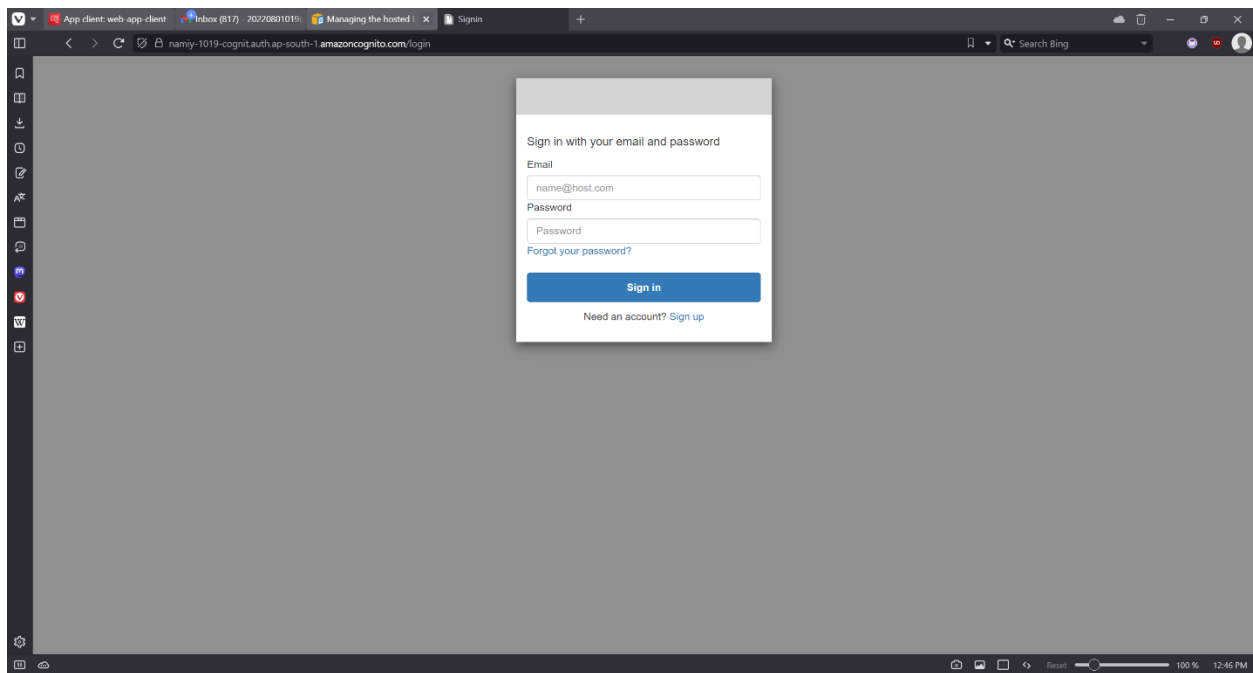 App client: web-app-client
Inbox (817) - 20220801019
Managing the hosted
Signin
namiy-1019-cognit.auth.ap-south-1.amazoncognito.com/login
Search Bing
Sign in with your email and password
Email
name@host.com
Password
Password
Forgot your password?
Sign in
Need an account? Sign up
Reset 100 % 12:46 PM